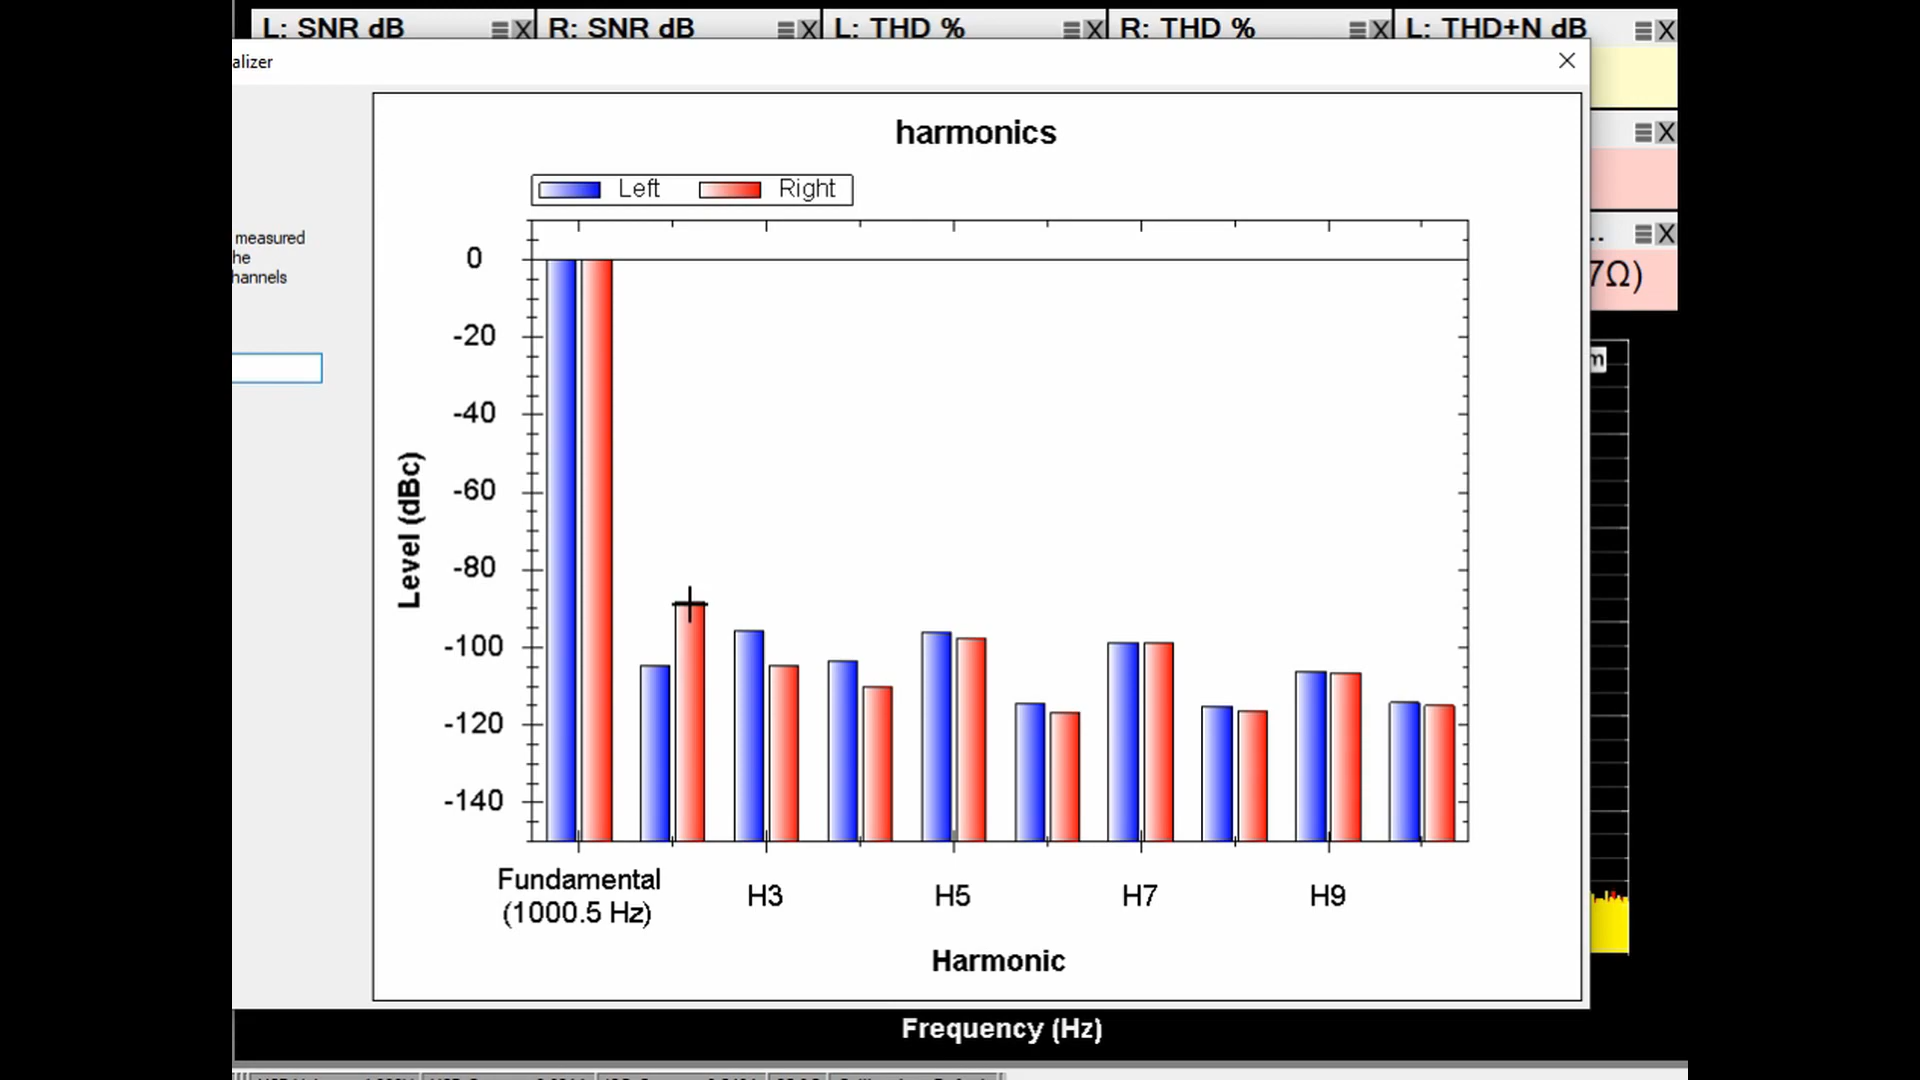 L: SNR dB
R: SNR dB
L: THD %
R: THD %
L: THD+N dB
alizer
harmonics
Left
Right
measured
he
hannels
..
7Ω)
m
0
-20
-40
-60
-80
-100
-120
-140
Level (dBc)
Fundamental
(1000.5 Hz)
H3
H5
H7
H9
Harmonic
Frequency (Hz)